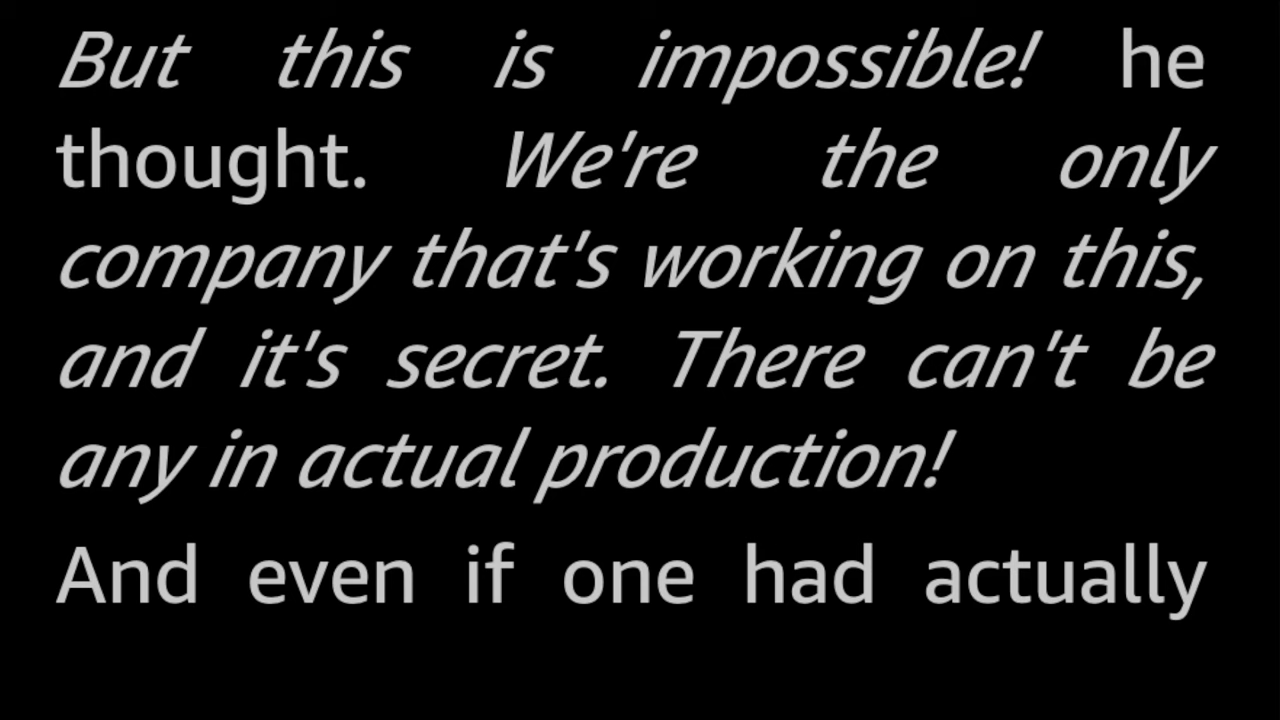 But this is impossible! he
thought. We're the only
company that's working on this,
and it's secret. There can't be
any in actual production!
And even if one had actually